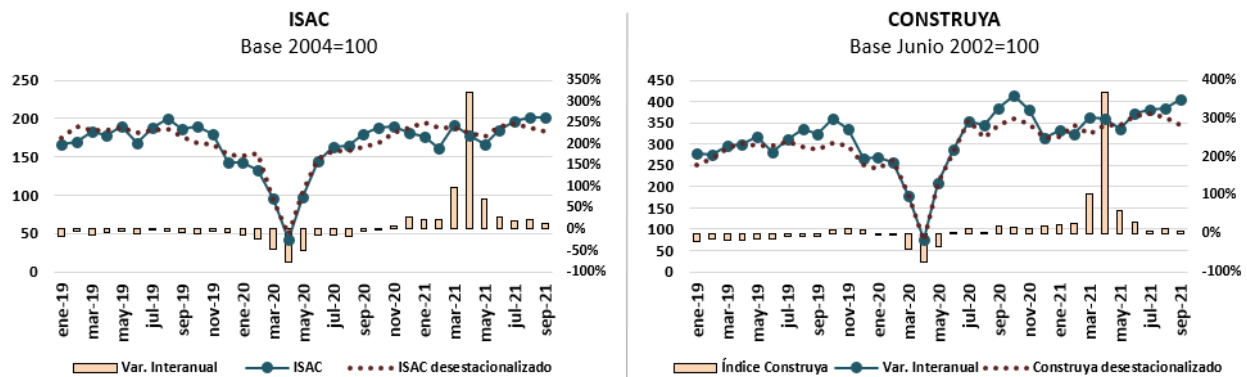 ISAC
Base 2004=100
250
200
150
100
50
0
350%
300%
250%
200%
150%
100%
50%
0%
-50%
-100%
ene-19
mar-19
may-19
jul-19
sep-19
nov-19
ene-20
mar-20
may-20
jul-20
sep-20
nov-20
ene-21
mar-21
may-21
jul-21
sep-21
Var. Interanual ISAC ISAC desestacionalizado
CONSTRUYA
Base Junio 2002=100
450
400
350
300
250
200
150
100
50
0
400%
300%
200%
100%
0%
-100%
ene-19
mar-19
may-19
jul-19
sep-19
nov-19
ene-20
mar-20
may-20
jul-20
sep-20
nov-20
ene-21
mar-21
may-21
jul-21
sep-21
Índice Construya Var. Interanual Construya desestacionalizado